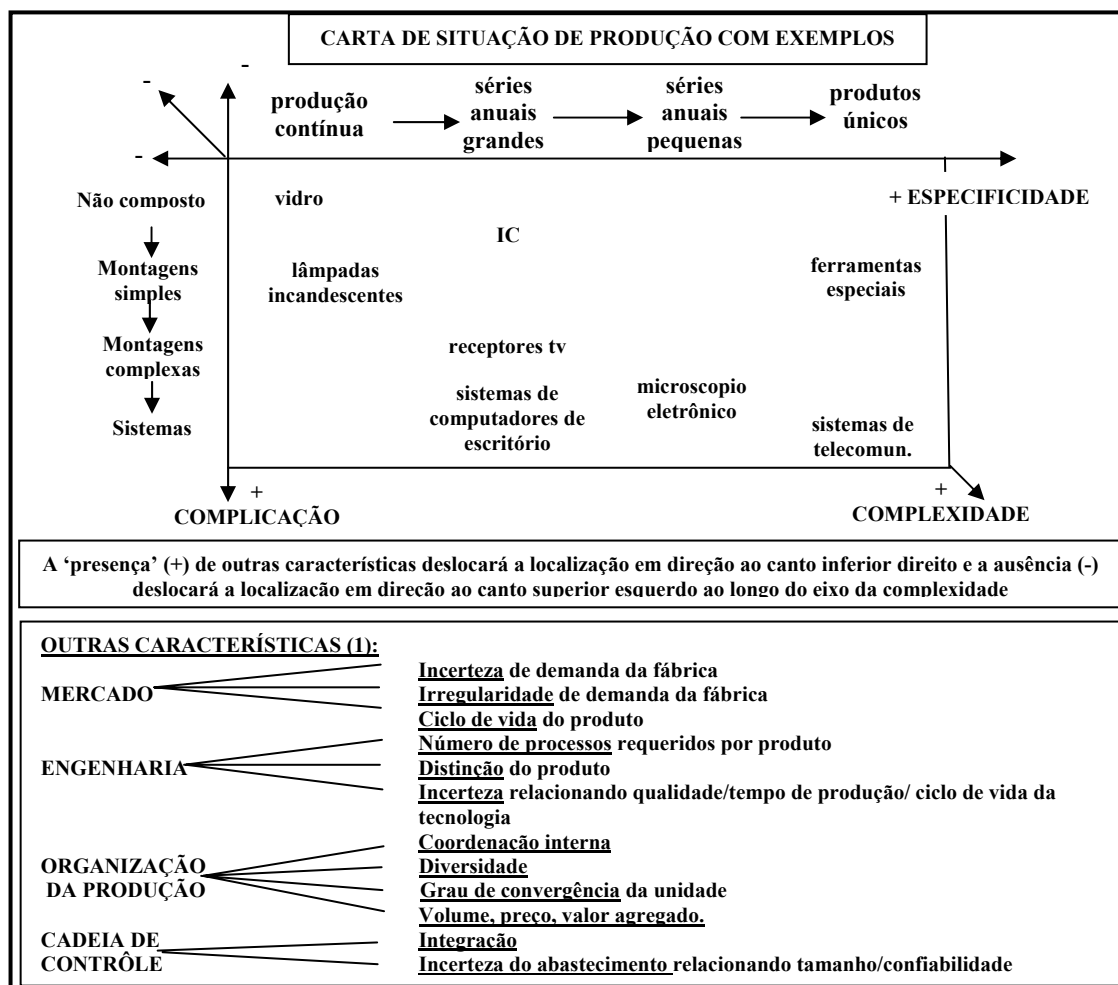 CARTA DE SITUAÇÃO DE PRODUÇÃO COM EXEMPLOS
-
-
-
produção
contínua
séries
anuais
grandes
séries
anuais
pequenas
produtos
únicos
Não composto
Montagens
simples
Montagens
complexas
Sistemas
vidro
+ ESPECIFICIDADE
IC
lâmpadas
incandescentes
ferramentas
especiais
receptores tv
sistemas de
computadores de
escritório
microscopio
eletrônico
sistemas de
telecomun.
+
COMPLICAÇÃO
+
COMPLEXIDADE
A ‘presença’ (+) de outras características deslocará a localização em direção ao canto inferior direito e a ausência (-)
deslocará a localização em direção ao canto superior esquerdo ao longo do eixo da complexidade
OUTRAS CARACTERÍSTICAS (1):
MERCADO
Incerteza de demanda da fábrica
Irregularidade de demanda da fábrica
Ciclo de vida do produto
ENGENHARIA
Número de processos requeridos por produto
Distinção do produto
Incerteza relacionando qualidade/tempo de produção/ ciclo de vida da
tecnologia
ORGANIZAÇÃO
DA PRODUÇÃO
Coordenação interna
Diversidade
Grau de convergência da unidade
Volume, preço, valor agregado.
CADEIA DE
CONTRÔLE
Integração
Incerteza do abastecimento relacionando tamanho/confiabilidade